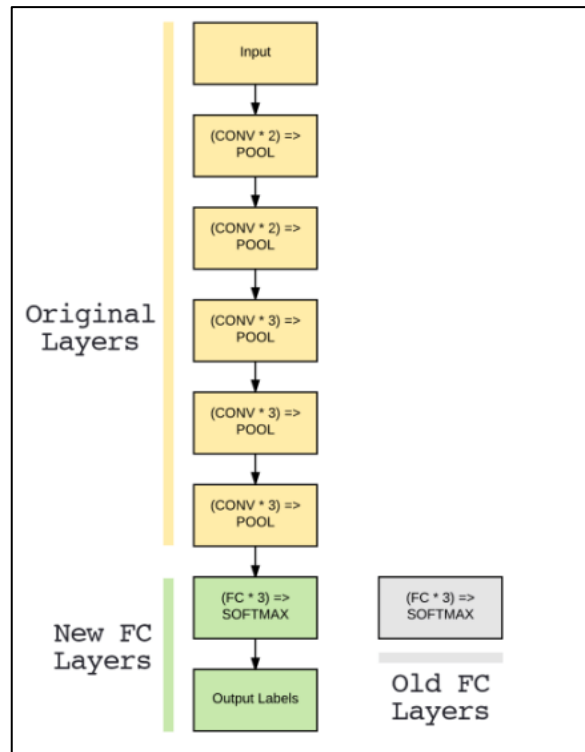 Input
(CONV * 2) =>
POOL
(CONV * 2) =>
POOL
(CONV * 3) =>
POOL
(CONV * 3) =>
POOL
(CONV * 3) =>
POOL
Original
Layers
(FC * 3) =>
SOFTMAX
Output Labels
New FC
Layers
(FC * 3) =>
SOFTMAX
Old FC
Layers